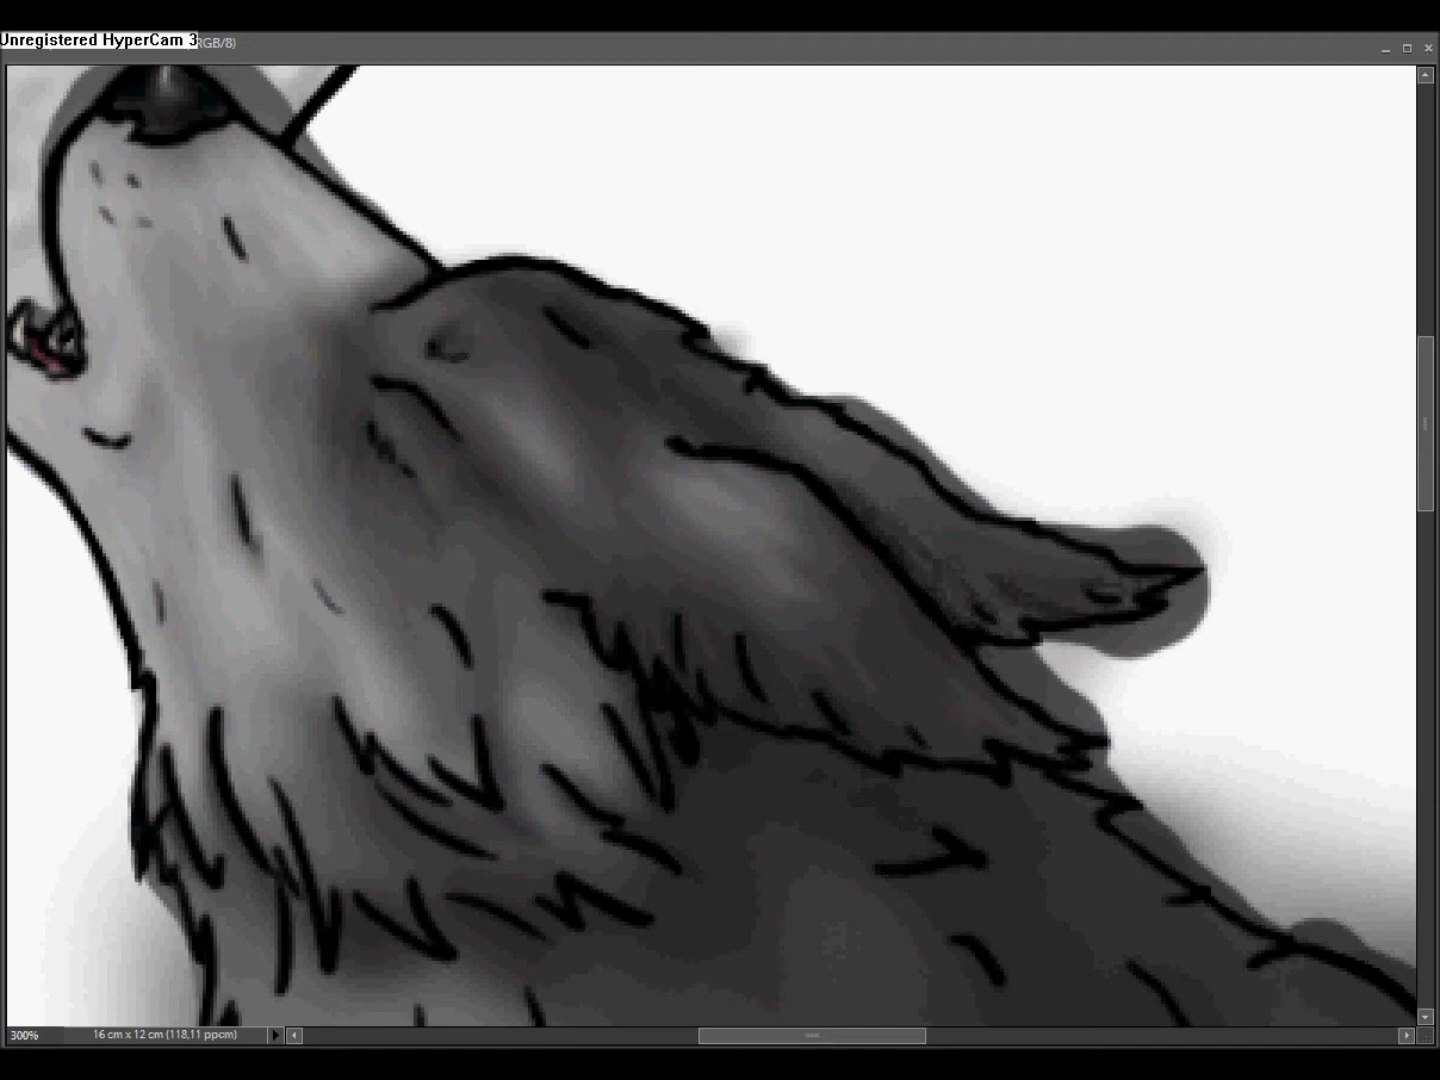 Unregistered HyperCam 3
RGB/8)
300%
16 cm x 12 cm (118,11 ppcm)